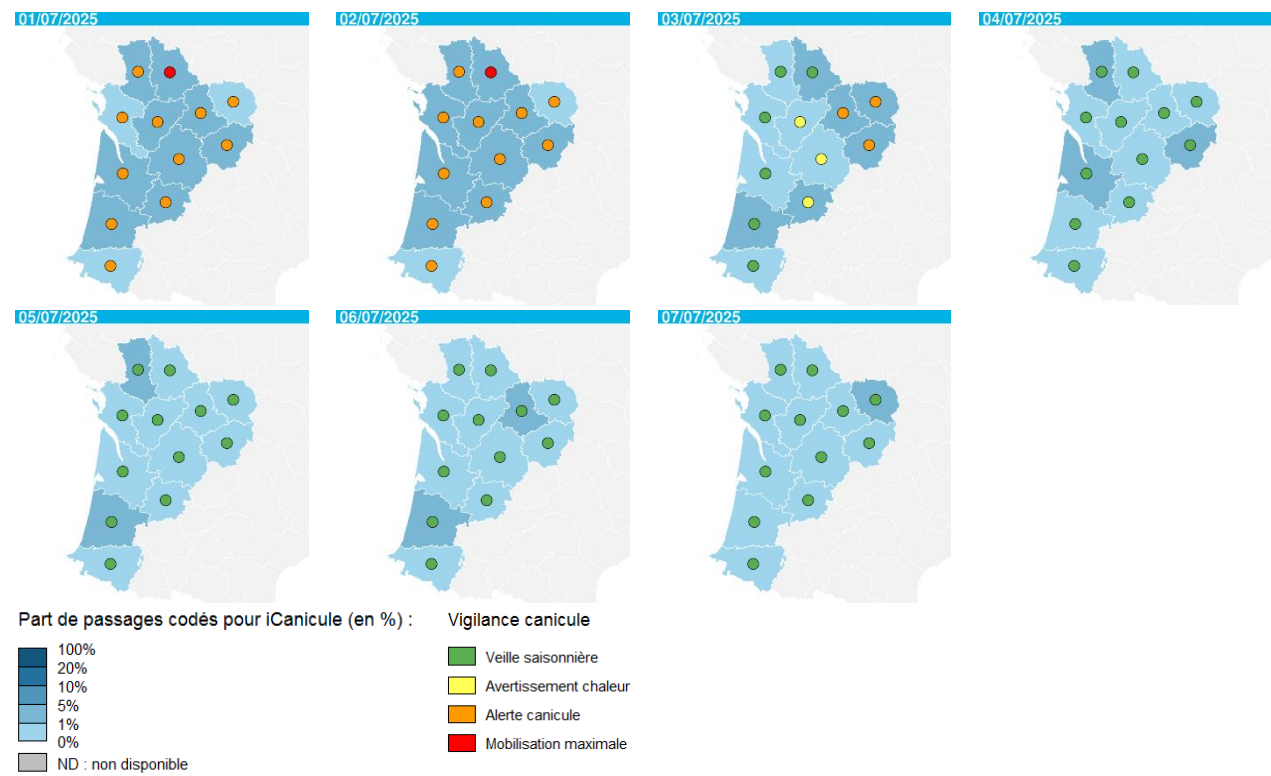 01/07/2025
02/07/2025
03/07/2025
04/07/2025
05/07/2025
06/07/2025
07/07/2025
Part de passages codés pour iCanicule (en %) :
100%
20%
10%
5%
1%
0%
ND : non disponible
Vigilance canicule
Veille saisonnière
Avertissement chaleur
Alerte canicule
Mobilisation maximale